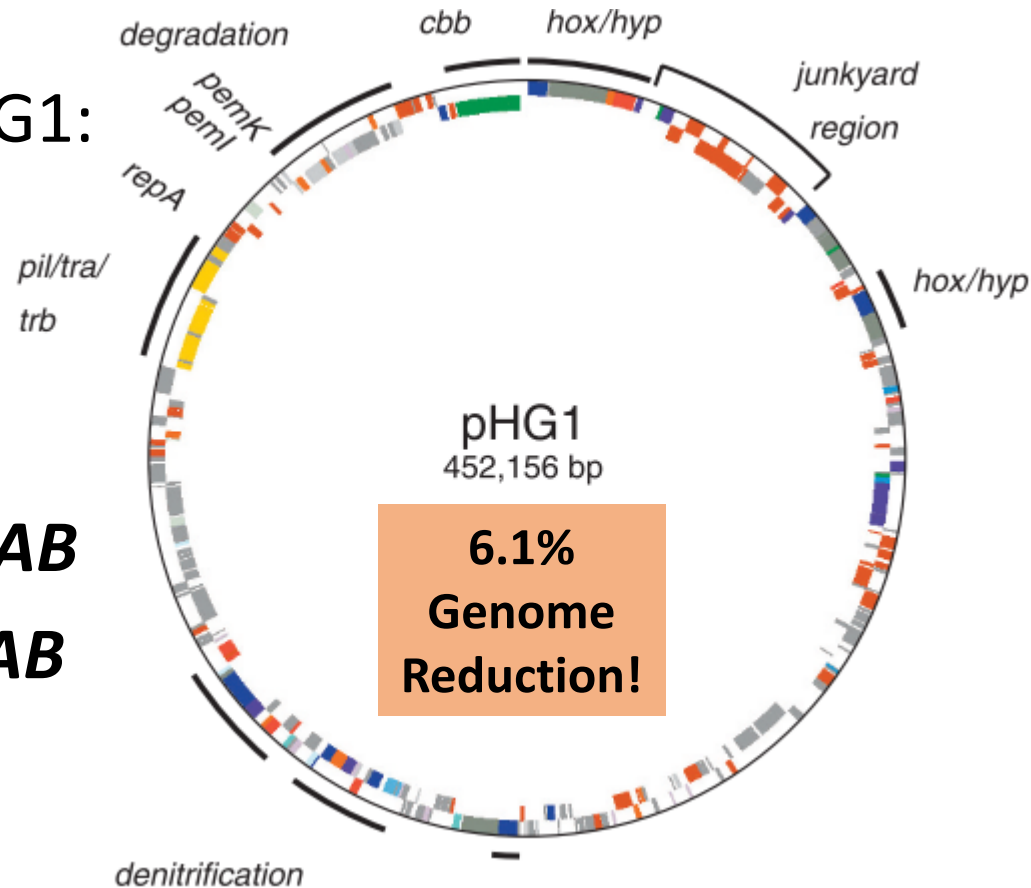 degradation
cbb
hox/hyp
junkyard
region
G1:
pemK
pemI
repA
pil/tra/
trb
hox/hyp
pHG1
452,156 bp
6.1%
Genome
Reduction!
AB
AB
denitrification